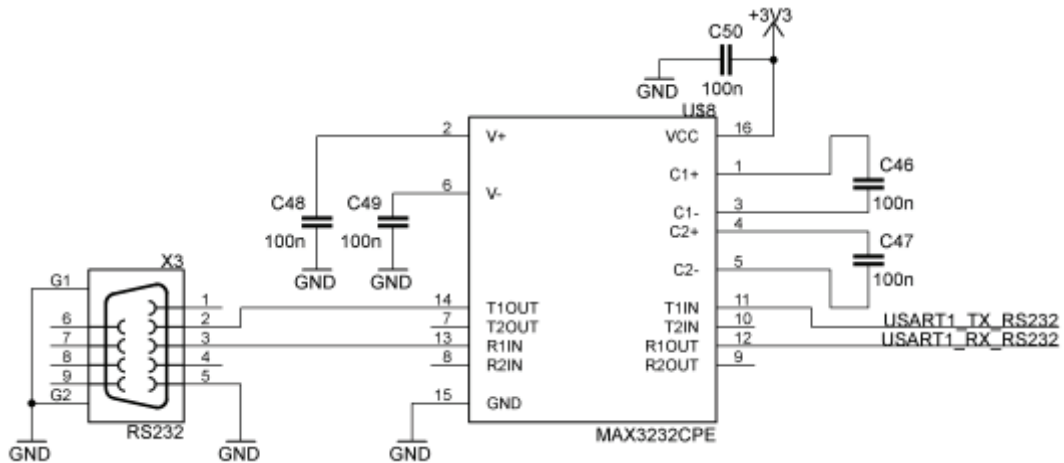 +3V3
C50
GND
100n
U$8
2 V+ VCC 16
C1+ 1
C46
6 V-
100n
C48 C49
C1- 3
C2+ 4
100n 100n
C47
C2- 5
100n
GND GND
X3
G1
1
14 T1OUT T1IN 11
6 2
7 T2OUT T2IN 10
USART1_TX_RS232
7 3
13 R1IN R1OUT 12
USART1_RX_RS232
8 4
8 R2IN R2OUT 9
9 5
G2
15 GND
RS232
MAX3232CPE
GND GND GND